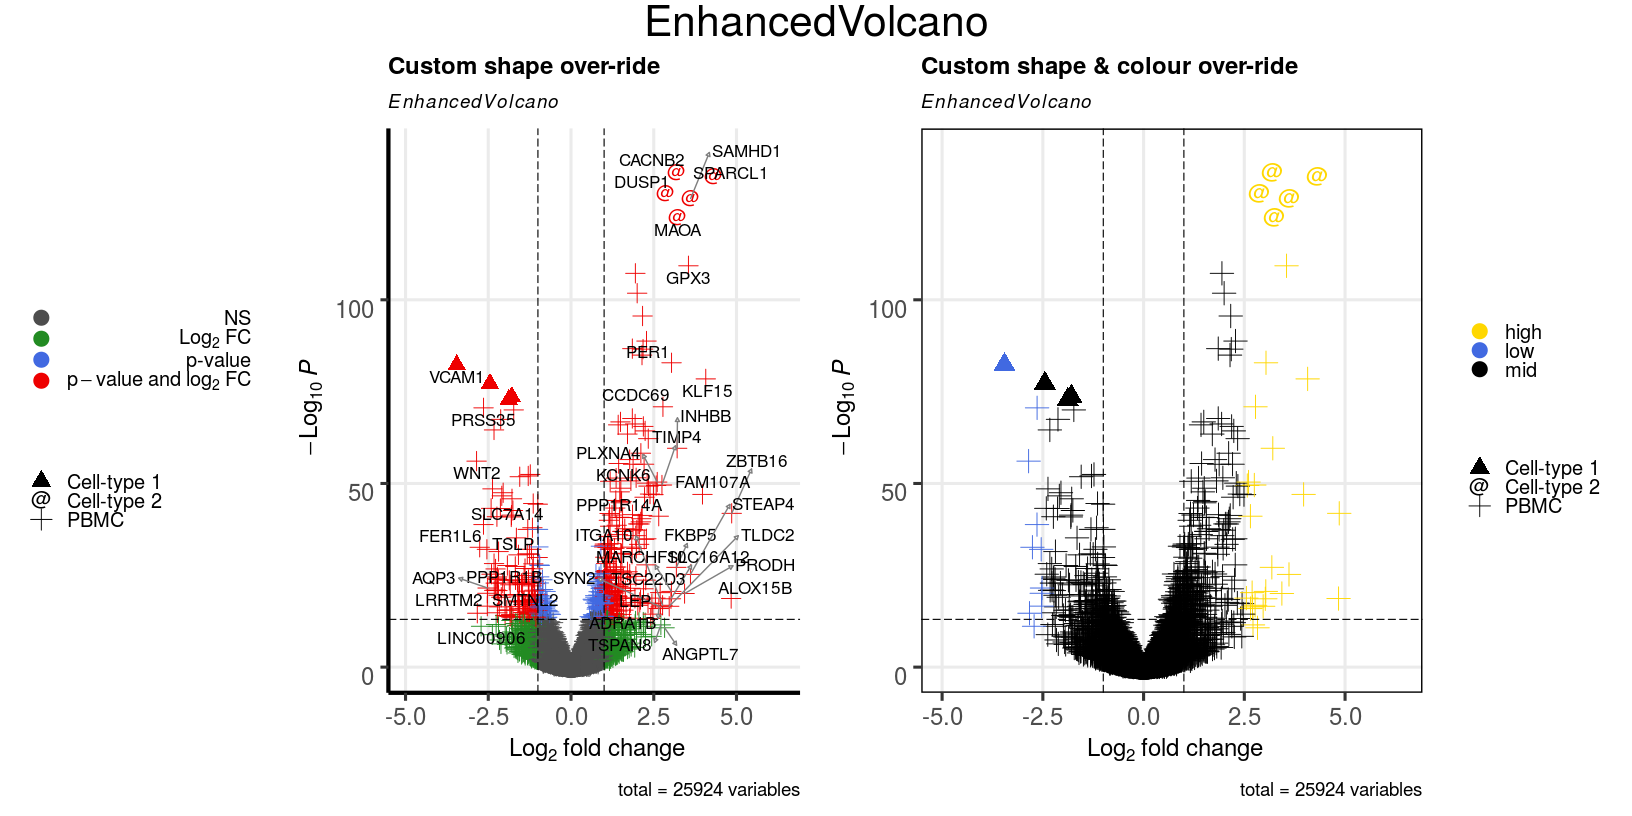 EnhancedVolcano
Custom shape over-ride
EnhancedVolcano
NS
Log2 FC
p-value
p − value and log2 FC
Cell-type 1
@ Cell-type 2
PBMC
−Log10 P
100
50
0
SAMHD1
CACNB2
SPARCL1
DUSP1
MAOA
GPX3
PER1
VCAM1
KLF15
CCDC69
INHBB
PRSS35
TIMP4
PLXNA4
ZBTB16
WNT2
KCNK6
FAM107A
PPP1R14A
STEAP4
SLC7A14
FER1L6
ITGA10
FKBP5
TLDC2
TSLP
MARCHF10
SLC16A12
PRODH
AQP3
PPP1R1B
SYN2
TSC22D3
ALOX15B
LRRTM2
SMTNL2
LEP
ADRA1B
LINC00906
TSPAN8
ANGPTL7
-5.0 -2.5 0.0 2.5 5.0
Log2 fold change
total = 25924 variables
Custom shape & colour over-ride
EnhancedVolcano
−Log10 P
100
50
0
-5.0 -2.5 0.0 2.5 5.0
Log2 fold change
total = 25924 variables
high
low
mid
Cell-type 1
@ Cell-type 2
PBMC